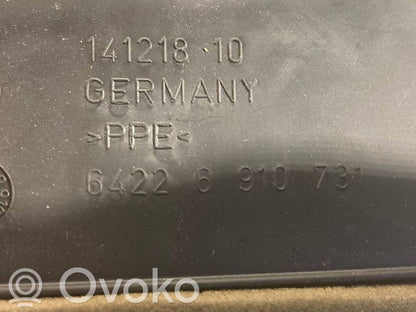 141218 10
GERMANY
>PPE<
6422 6 910 731
Ovoko